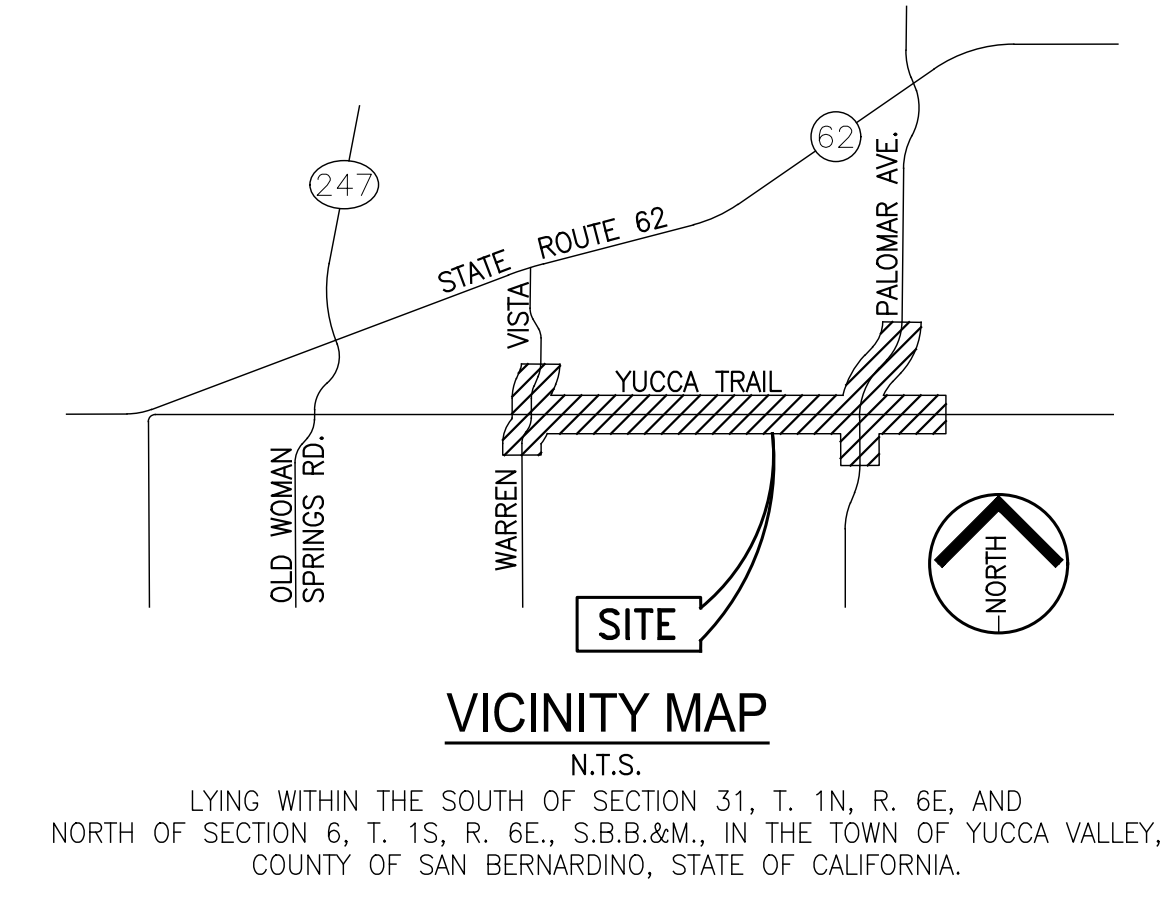 62
247
PALOMAR AVE.
STATE ROUTE 62
VISTA
YUCCA TRAIL
OLD WOMAN
SPRINGS RD.
WARREN
NORTH
SITE
VICINITY MAP
N.T.S.
LYING WITHIN THE SOUTH OF SECTION 31, T. 1N, R. 6E, AND
NORTH OF SECTION 6, T. 1S, R. 6E., S.B.B.&M., IN THE TOWN OF YUCCA VALLEY,
COUNTY OF SAN BERNARDINO, STATE OF CALIFORNIA.